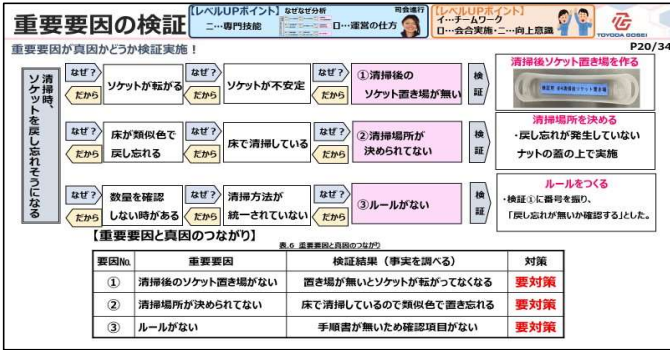 重要要因の検証
【レベルUPポイント】
ニ…専門技能
なぜなぜ分析
ロ…運営の仕方
司会進行
【レベルUPポイント】
イ…チームワーク
ロ…会合実施・ニ…向上意識
TOYODA GOSEI
重要要因が真因かどうか検証実施！
P20/34
清掃時、
ソケットを戻し忘れそうになる
なぜ？
だから
ソケットが転がる
なぜ！
だから
ソケットが不安定
なぜ？
だから
①清掃後の
ソケット置き場が無い
検
証
清掃後ソケット置き場を作る
なぜ？
だから
床が類似色で
戻し忘れる
なぜ？
だから
床で清掃している
なぜ？
だから
②清掃場所が
決められてない
検
証
清掃場所を決める
・戻し忘れが発生していない
ナットの蓋の上で実施
なぜ？
だから
数量を確認
しない時がある
なぜ？
だから
清掃方法が
統一されていない
なぜ？
だから
③ルールがない
検
証
ルールをつくる
・検証①に番号を振り、
「戻し忘れが無いか確認する」とした。
【重要要因と真因のつながり】
表.6 重要要因と真因のつながり
要因No. 重要要因 検証結果（事実を調べる） 対策
① 清掃後のソケット置き場がない 置き場が無いとソケットが転がってなくなる 要対策
② 清掃場所が決められてない 床で清掃しているので類似色で置き忘れる 要対策
③ ルールがない 手順書が無いため確認項目がない 要対策